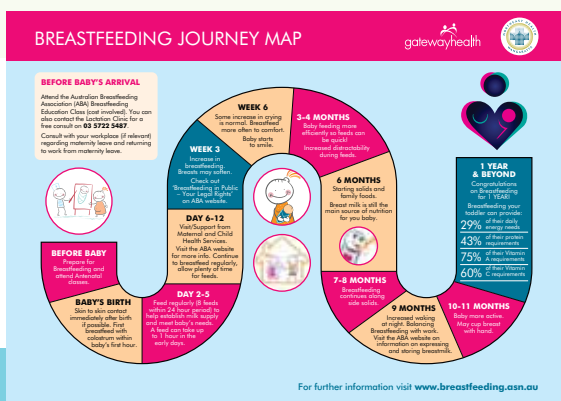 BREASTFEEDING JOURNEY MAP
gatewayhealth
BEFORE BABY'S ARRIVAL
Attend the Australian Breastfeeding
Association (ABA) Breastfeeding
Education Class (cost involved). You can
also contact the Lactation Clinic for a
free consult on 03 5722 5487.
Consult with your workplace (if relevant)
regarding maternity leave and returning
to work from maternity leave.
BEFORE BABY
Prepare for
Breastfeeding and
attend Antenatal
classes.
BABY'S BIRTH
Skin to skin contact
immediately after birth
if possible. First
breastfeed with
colostrum within
baby's first hour.
DAY 2-5
Feed regularly (8 feeds
within 24 hour period) to
help establish milk supply
and meet baby's needs.
A feed can take up
to 1 hour in the
early days.
DAY 6-12
Visit/Support from
Maternal and Child
Health Services.
Visit the ABA website
for more info. Continue
to breastfeed regularly,
allow plenty of time
for feeds.
WEEK 3
Increase in
breastfeeding.
Breasts may soften.
Check out
'Breastfeeding in Public
– Your Legal Rights'
on ABA website.
WEEK 6
Some increase in crying
is normal. Breastfeed
more often to comfort.
Baby starts
to smile.
3-4 MONTHS
Baby feeding more
efficiently so feeds can
be quick!
Increased distractability
during feeds.
6 MONTHS
Starting solids and
family foods.
Breast milk is still the
main source of nutrition
for you baby.
7-8 MONTHS
Breastfeeding
continues along
side solids.
9 MONTHS
Increased waking
at night. Balancing
Breastfeeding with work.
Visit the ABA website on
information on expressing
and storing breastmilk.
10-11 MONTHS
Baby more active.
May cup breast
with hand.
1 YEAR
& BEYOND
Congratulations
on Breastfeeding
for 1 YEAR!
Breastfeeding your
toddler can provide:
29% of their daily
energy needs
43% of their protein
requirements
75% of their Vitamin
A requirements
60% of their Vitamin
C requirements
For further information visit www.breastfeeding.asn.au